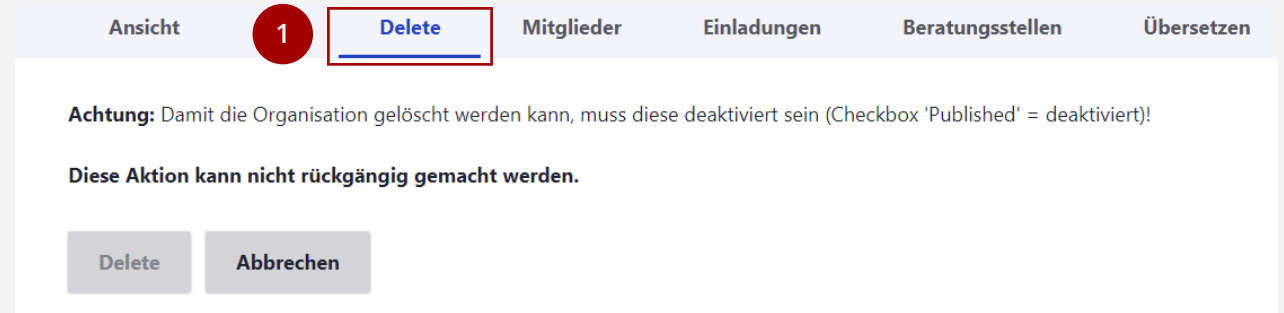 Ansicht 1 Delete Mitglieder Einladungen Beratungsstellen Übersetzen
Achtung: Damit die Organisation gelöscht werden kann, muss diese deaktiviert sein (Checkbox 'Published' = deaktiviert)!
Diese Aktion kann nicht rückgängig gemacht werden.
Delete Abbrechen